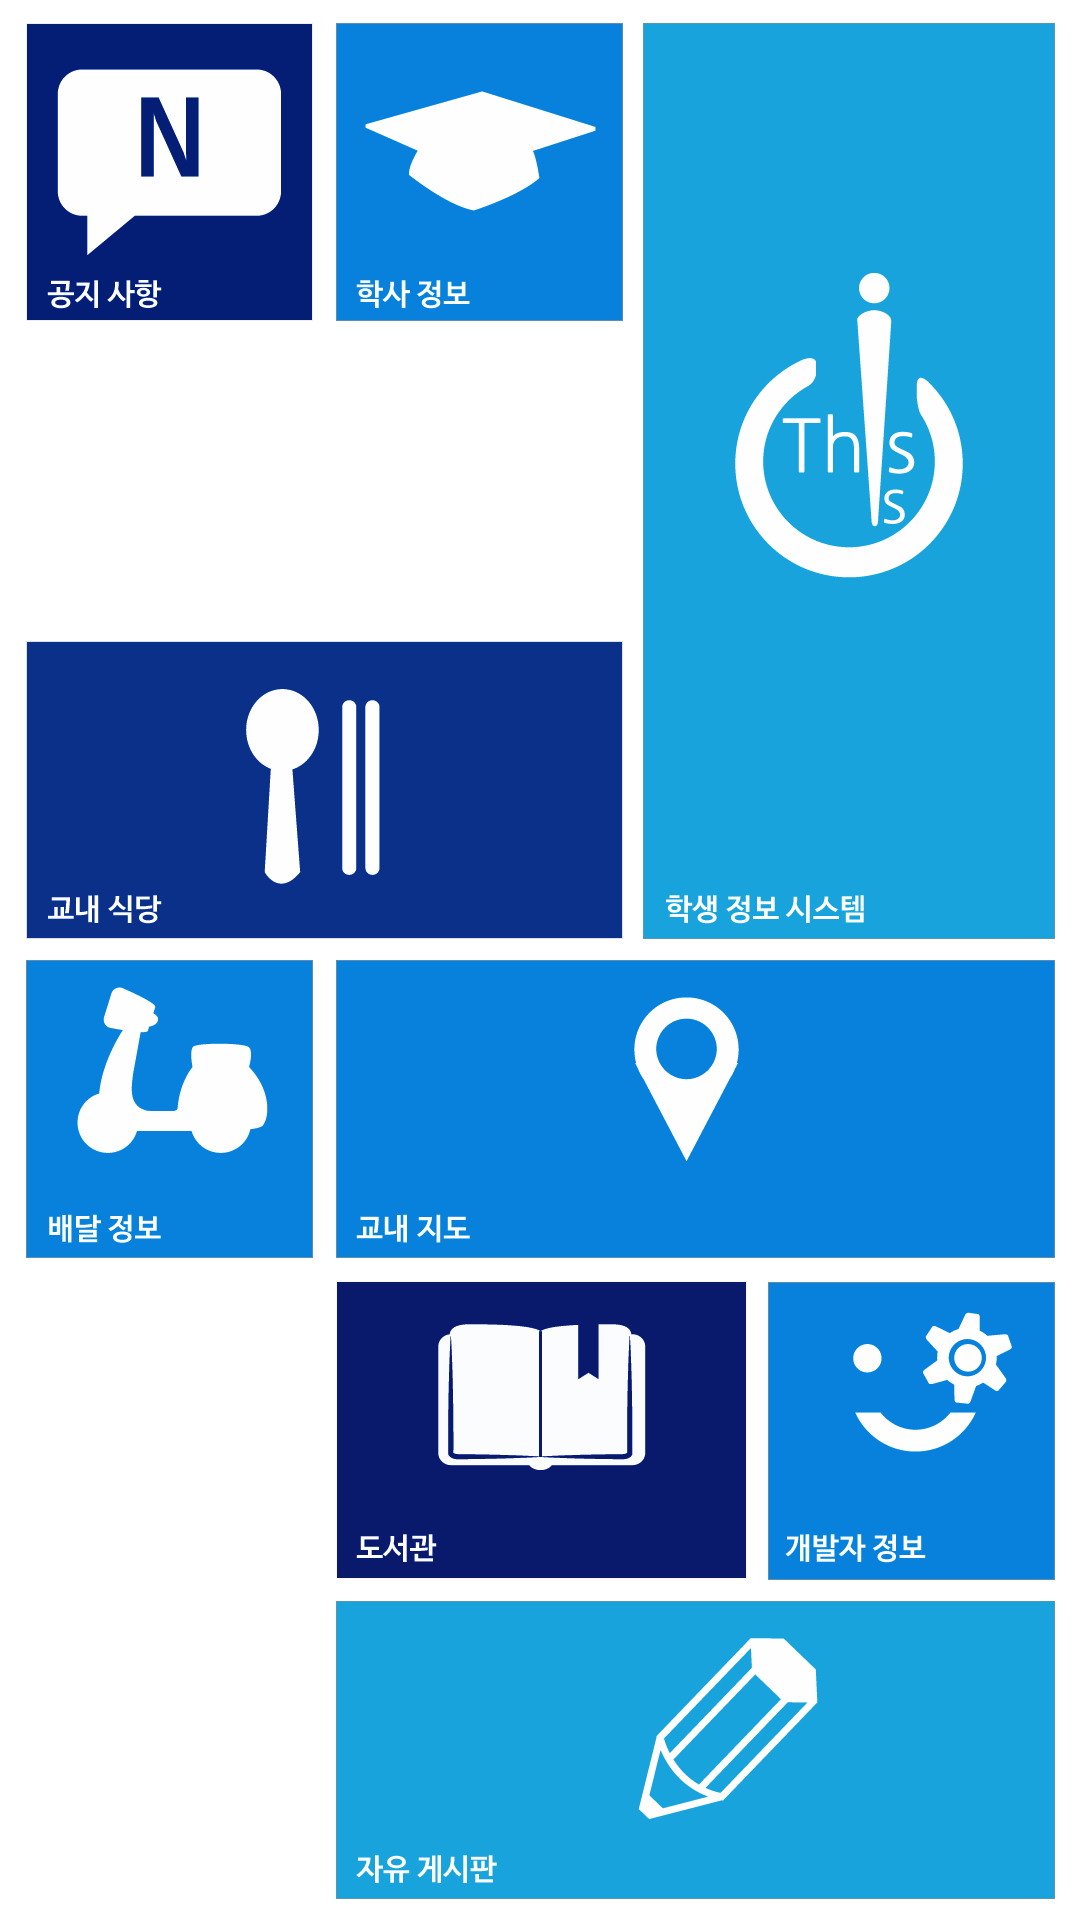 N
공지 사항
학사 정보
This
s
학생 정보 시스템
교내 식당
배달 정보
교내 지도
도서관
개발자 정보
자유 게시판